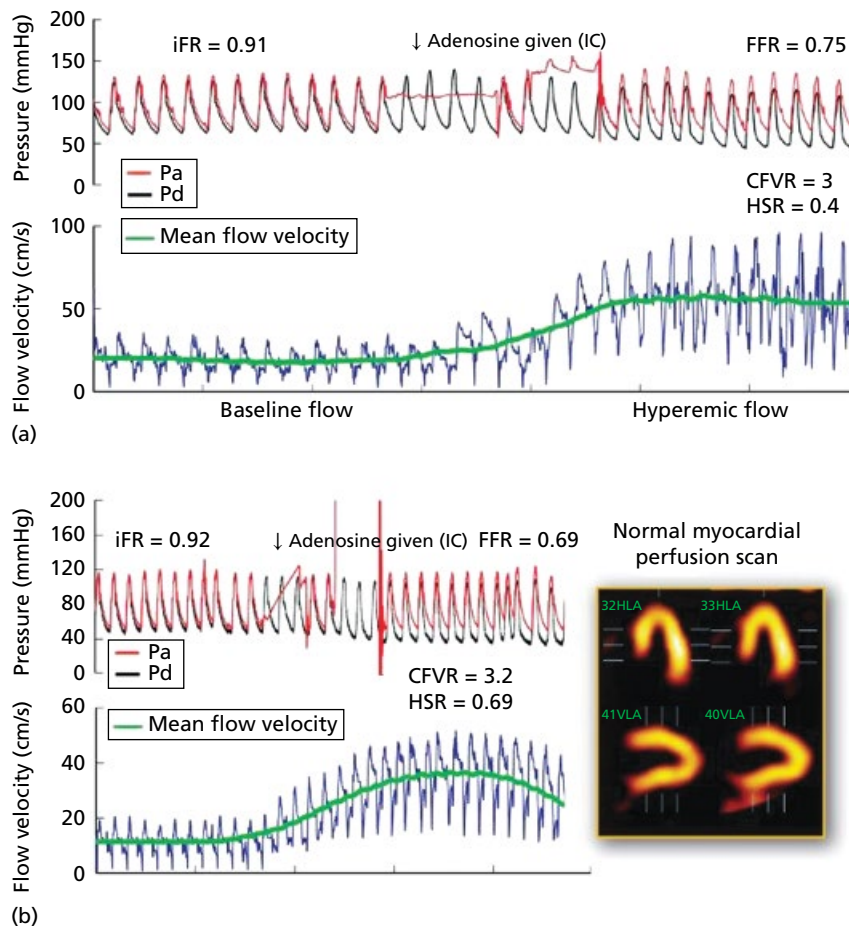 iFR = 0.91
↓ Adenosine given (IC)
FFR = 0.75
Pressure (mmHg)
200
150
100
50
0
Pa
Pd
CFVR = 3
HSR = 0.4
Flow velocity (cm/s)
100
50
0
Mean flow velocity
Baseline flow
Hyperemic flow
(a)
iFR = 0.92
↓ Adenosine given (IC)
FFR = 0.69
Pressure (mmHg)
200
160
120
80
40
0
Pa
Pd
CFVR = 3.2
HSR = 0.69
Flow velocity (cm/s)
60
40
20
0
Mean flow velocity
Normal myocardial
perfusion scan
32HLA
33HLA
41VLA
40VLA
(b)